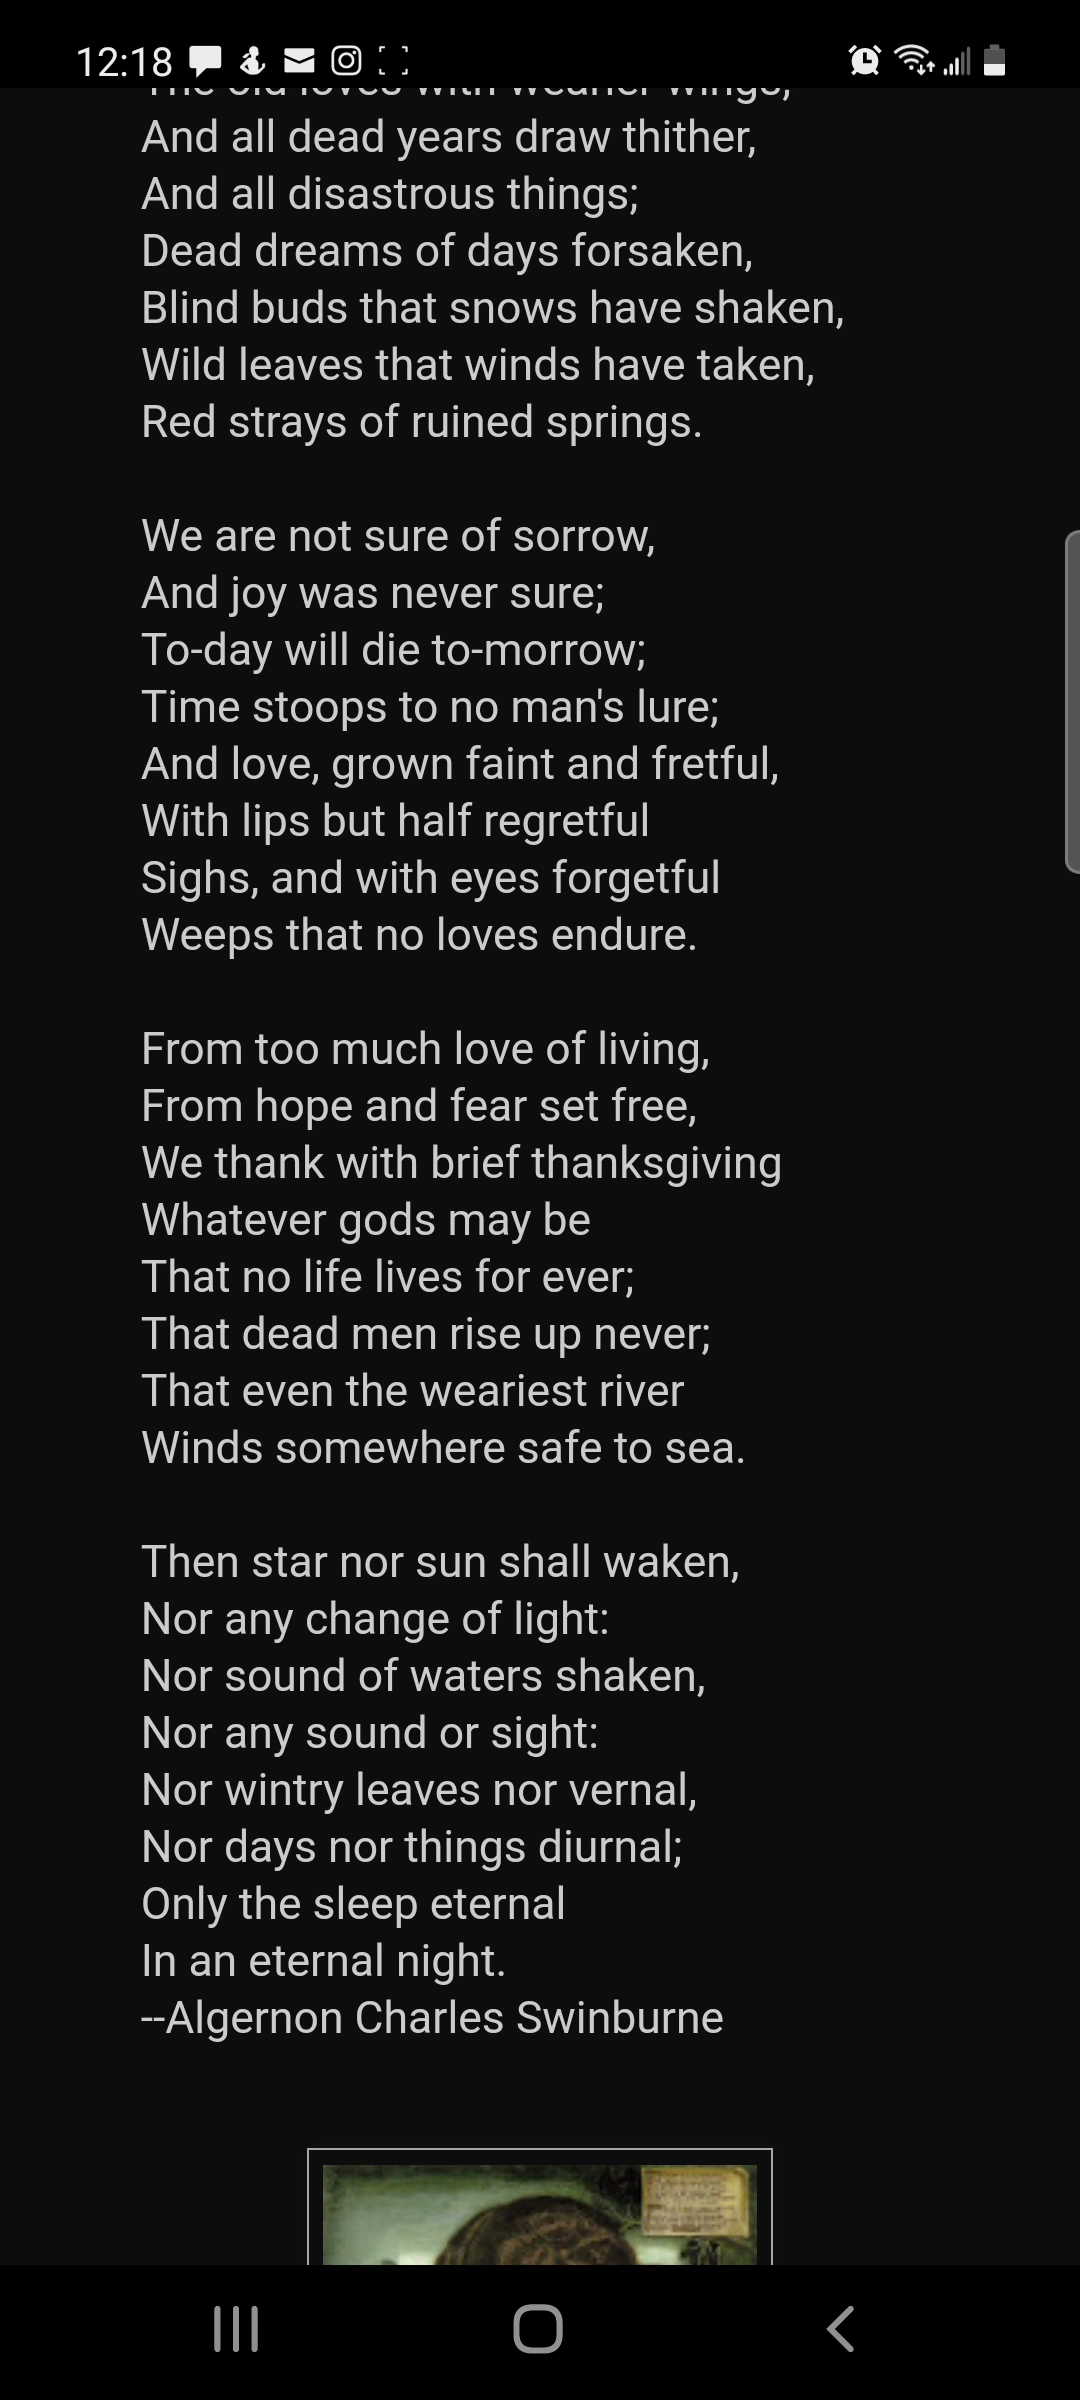 12:18
The old loves with wearier wings;
And all dead years draw thither,
And all disastrous things;
Dead dreams of days forsaken,
Blind buds that snows have shaken,
Wild leaves that winds have taken,
Red strays of ruined springs.
We are not sure of sorrow,
And joy was never sure;
To-day will die to-morrow;
Time stoops to no man's lure;
And love, grown faint and fretful,
With lips but half regretful
Sighs, and with eyes forgetful
Weeps that no loves endure.
From too much love of living,
From hope and fear set free,
We thank with brief thanksgiving
Whatever gods may be
That no life lives for ever;
That dead men rise up never;
That even the weariest river
Winds somewhere safe to sea.
Then star nor sun shall waken,
Nor any change of light:
Nor sound of waters shaken,
Nor any sound or sight:
Nor wintry leaves nor vernal,
Nor days nor things diurnal;
Only the sleep eternal
In an eternal night.
--Algernon Charles Swinburne